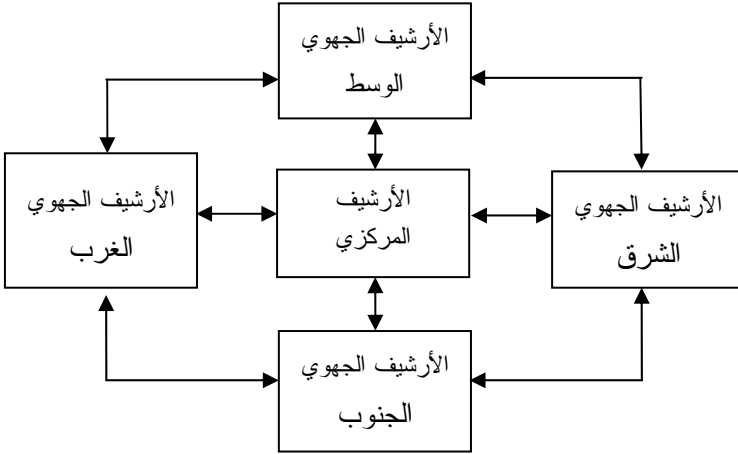 الأرشيف الجهوي
الوسط
الأرشيف الجهوي
الشرق
الأرشيف
المركزي
الأرشيف الجهوي
الغرب
الأرشيف الجهوي
الجنوب